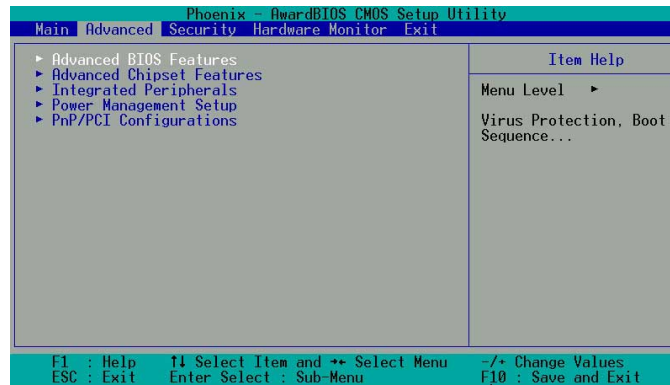 Phoenix - AwardBIOS CMOS Setup Utility
Main Advanced Security Hardware Monitor Exit
► Advanced BIOS Features
► Advanced Chipset Features
► Integrated Peripherals
► Power Management Setup
► PnP/PCI Configurations
Item Help
Menu Level ►
Virus Protection, Boot
Sequence...
F1 : Help ↑↓ Select Item and →← Select Menu -/+ Change Values
ESC : Exit Enter Select : Sub-Menu F10 : Save and Exit